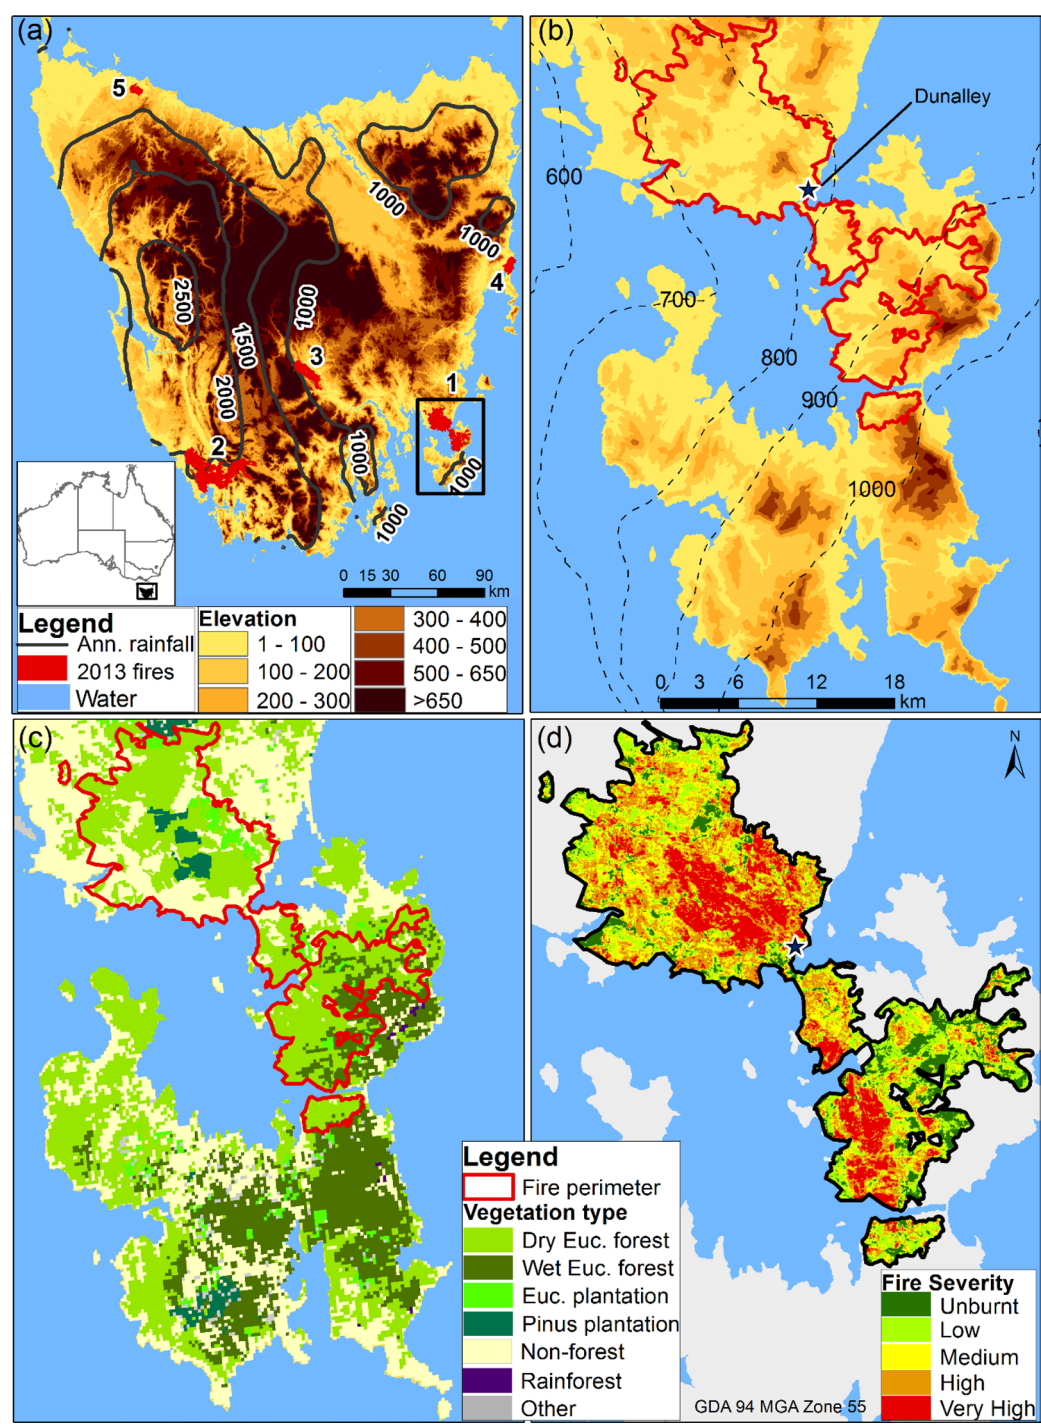 (a)
5
1000
1000
4
2500
1000
1500
3
1
2000
2
1000
1000
1000
0 15 30 60 90
km
Legend
Ann. rainfall
2013 fires
Water
Elevation
1 - 100
100 - 200
200 - 300
300 - 400
400 - 500
500 - 650
>650
(b)
Dunalley
600
700
800
900
1000
0 3 6 12 18
km
(c)
Legend
Fire perimeter
Vegetation type
Dry Euc. forest
Wet Euc. forest
Euc. plantation
Pinus plantation
Non-forest
Rainforest
Other
(d)
N
Fire Severity
Unburnt
Low
Medium
High
Very High
GDA 94 MGA Zone 55